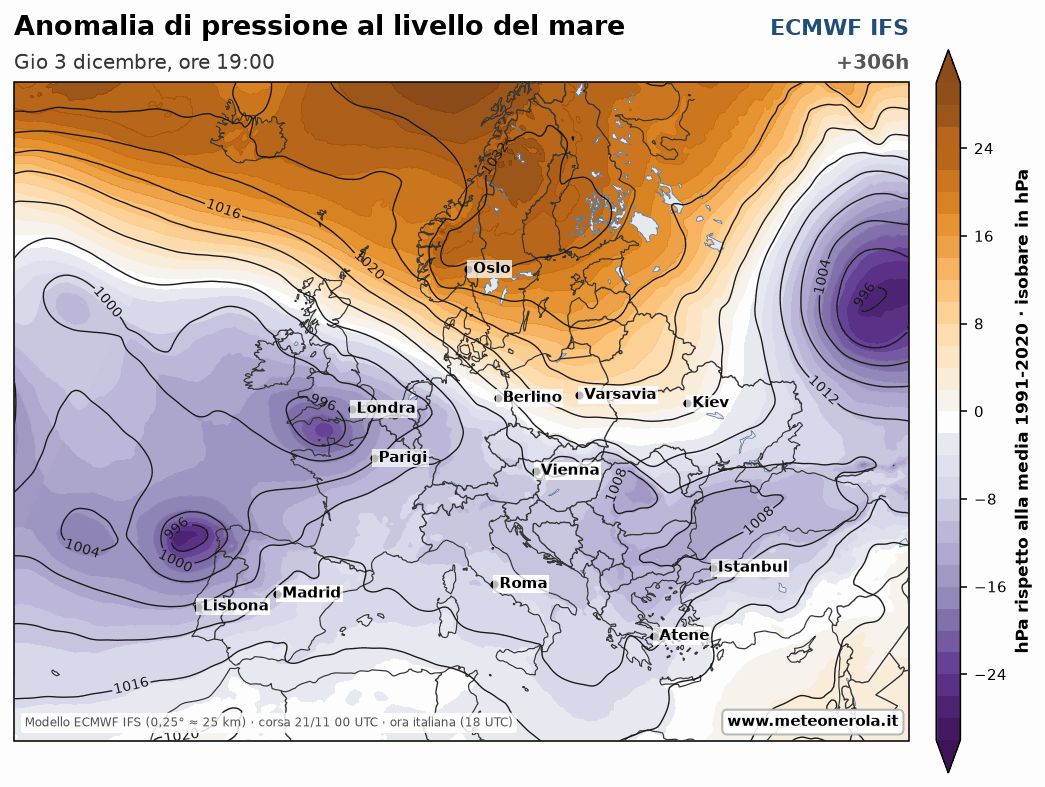 Anomalia di pressione al livello del mare
ECMWF IFS
Gio 3 dicembre, ore 19:00
+306h
1032
1016
1020
Oslo
1004
996
1000
1012
996
Londra
Berlino
Varsavia
Kiev
Parigi
Vienna
1008
1008
996
1004
1000
Istanbul
Roma
Madrid
Lisbona
Atene
1016
1020
Modello ECMWF IFS (0,25° ≈ 25 km) · corsa 21/11 00 UTC · ora italiana (18 UTC)
www.meteonerola.it
24
16
8
0
−8
−16
−24
hPa rispetto alla media 1991-2020 · isobare in hPa